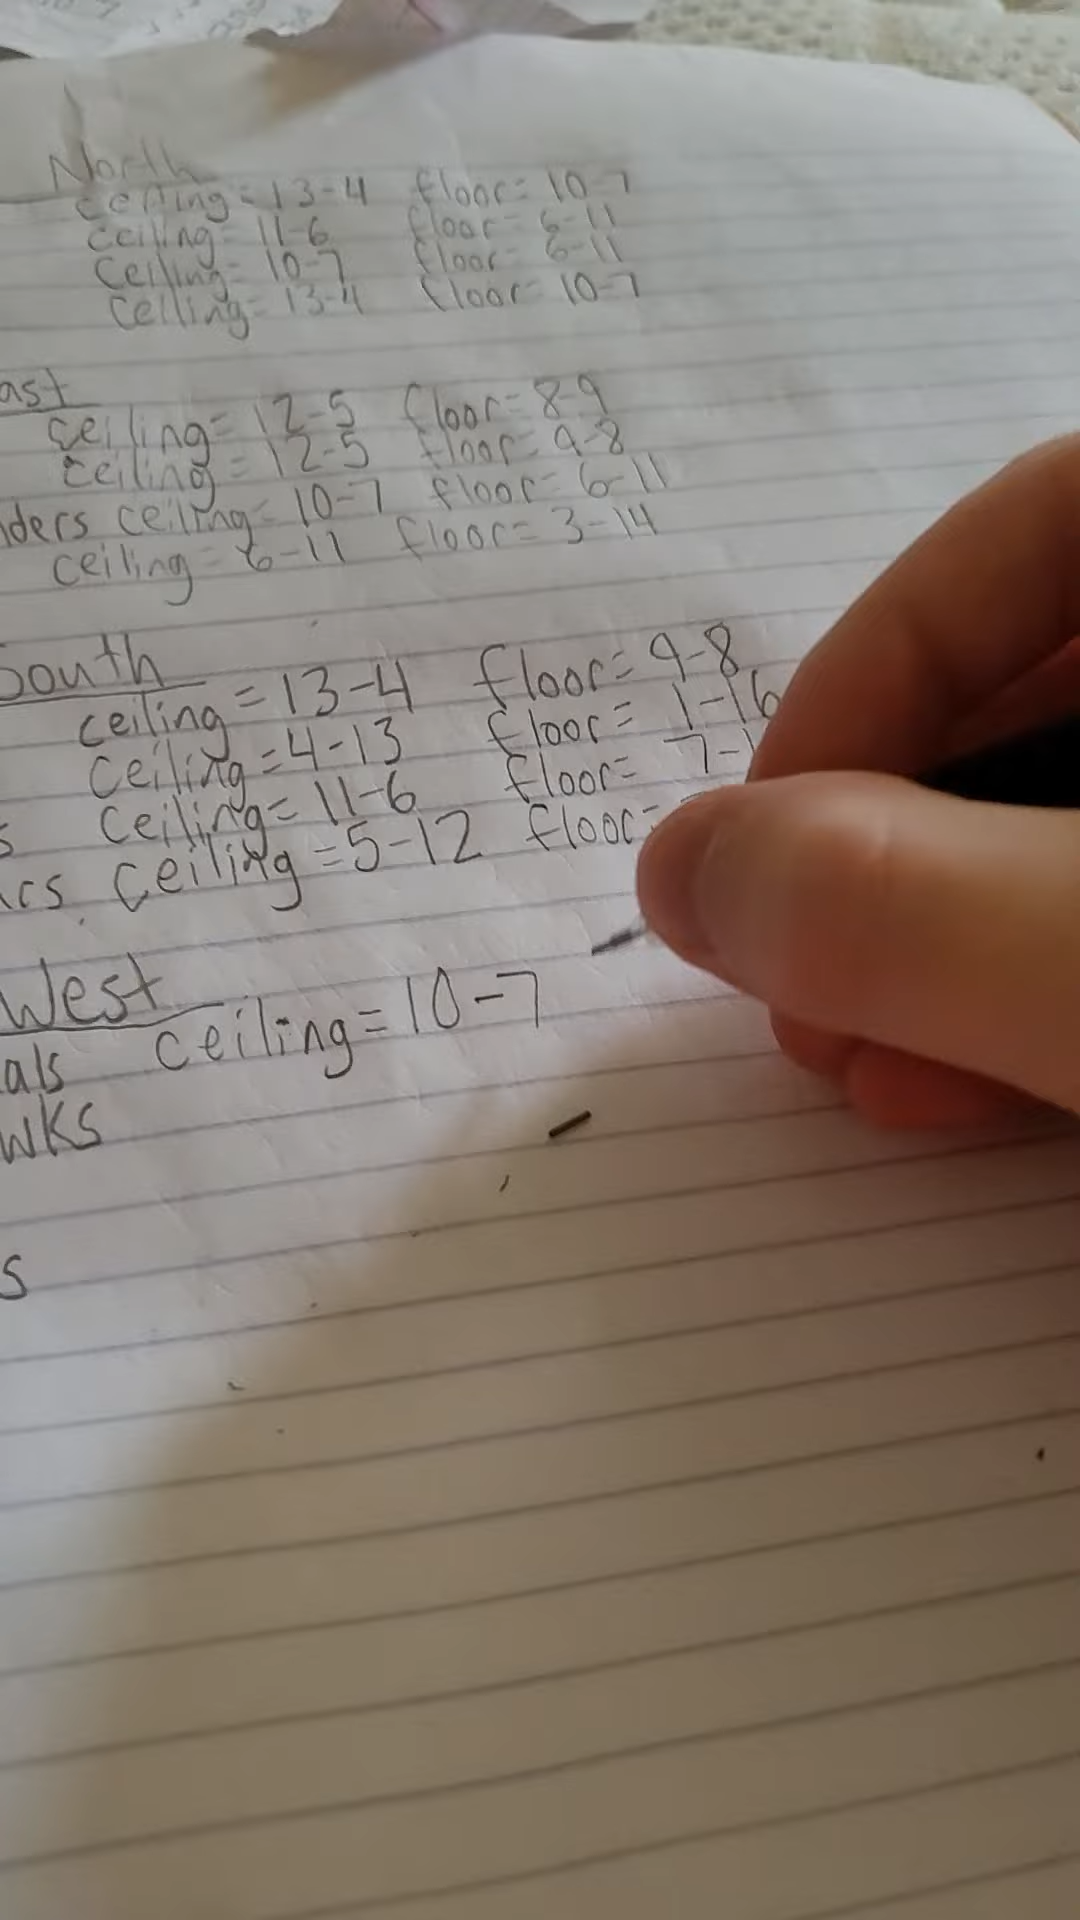 North
ceiling = 13-4 floor = 10-7
ceiling = 11-6 floor = 6-11
ceiling = 10-7 floor = 6-11
ceiling = 13-4 floor = 10-7
ast
ceiling = 12-5 floor = 8-9
ceiling = 12-5 floor = 9-8
nders ceiling = 10-7 floor = 6-11
ceiling = 6-11 floor = 3-14
South
ceiling = 13-4 floor = 9-8
ceiling = 4-13 floor = 1-16
s ceiling = 11-6 floor = 7-1
rs ceiling = 5-12 floor =
West
als ceiling = 10-7
wks
s